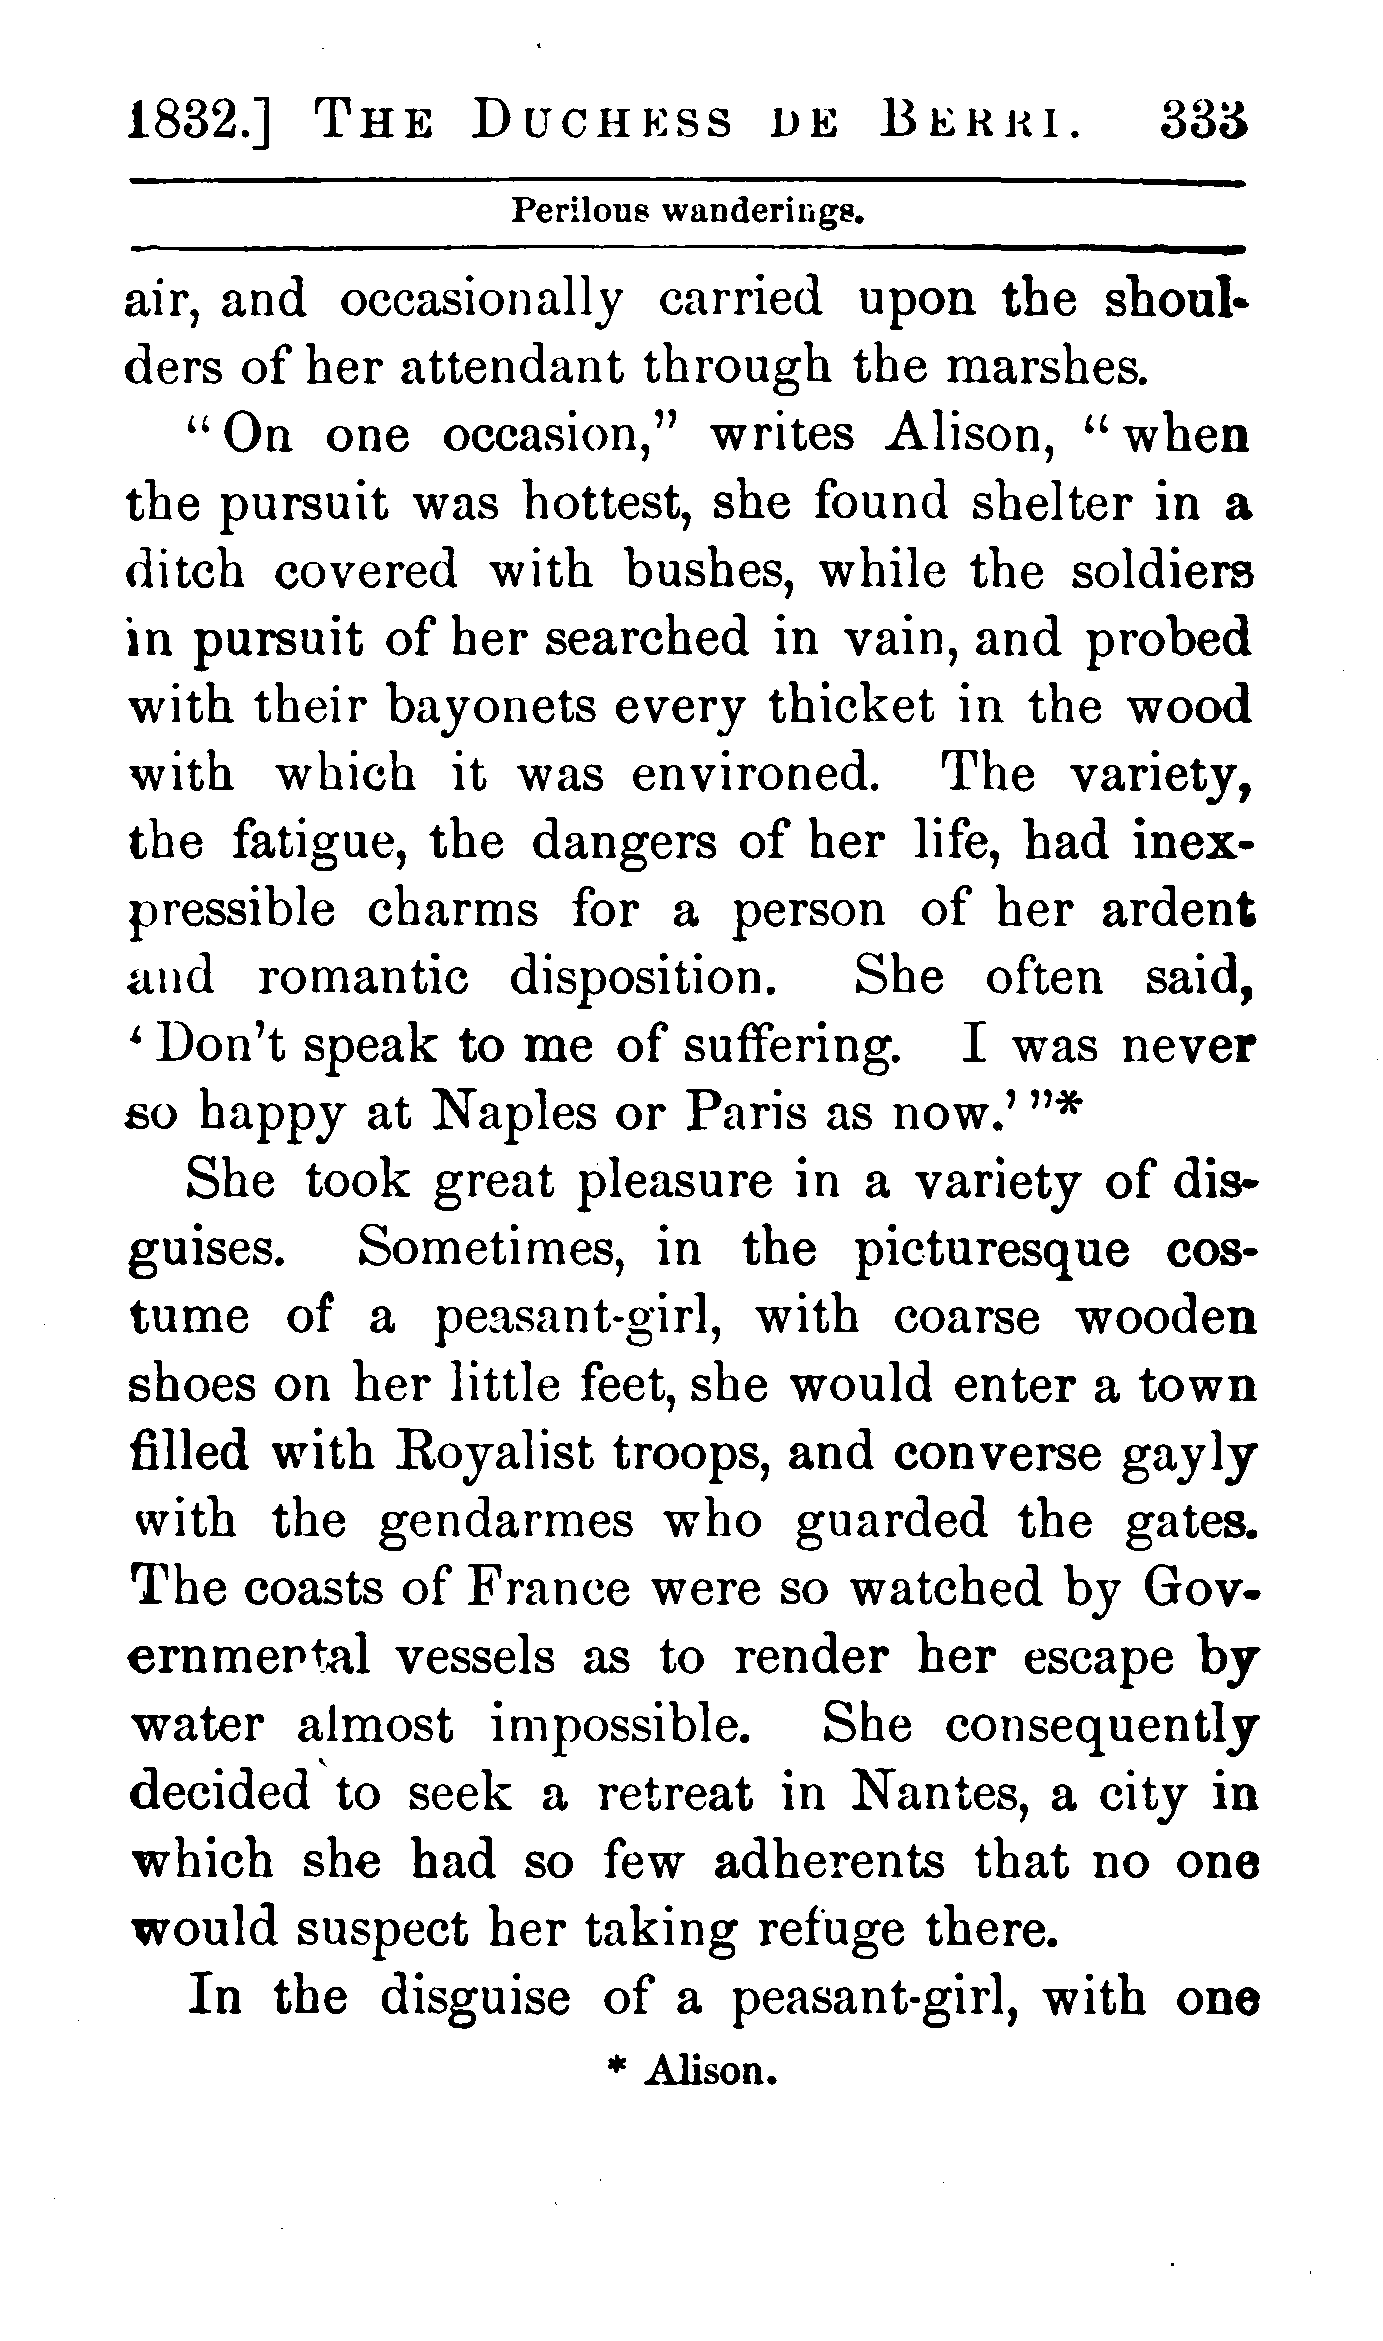 1832.] THE DUCHESS DE BERRI. 333
Perilous wanderings.
air, and occasionally carried upon the shoul-
ders of her attendant through the marshes.
“On one occasion,” writes Alison, “when
the pursuit was hottest, she found shelter in a
ditch covered with bushes, while the soldiers
in pursuit of her searched in vain, and probed
with their bayonets every thicket in the wood
with which it was environed. The variety,
the fatigue, the dangers of her life, had inex-
pressible charms for a person of her ardent
and romantic disposition. She often said,
‘Don't speak to me of suffering. I was never
so happy at Naples or Paris as now.’”*
She took great pleasure in a variety of dis-
guises. Sometimes, in the picturesque cos-
tume of a peasant-girl, with coarse wooden
shoes on her little feet, she would enter a town
filled with Royalist troops, and converse gayly
with the gendarmes who guarded the gates.
The coasts of France were so watched by Gov-
ernmental vessels as to render her escape by
water almost impossible. She consequently
decided to seek a retreat in Nantes, a city in
which she had so few adherents that no one
would suspect her taking refuge there.
In the disguise of a peasant-girl, with one
* Alison.